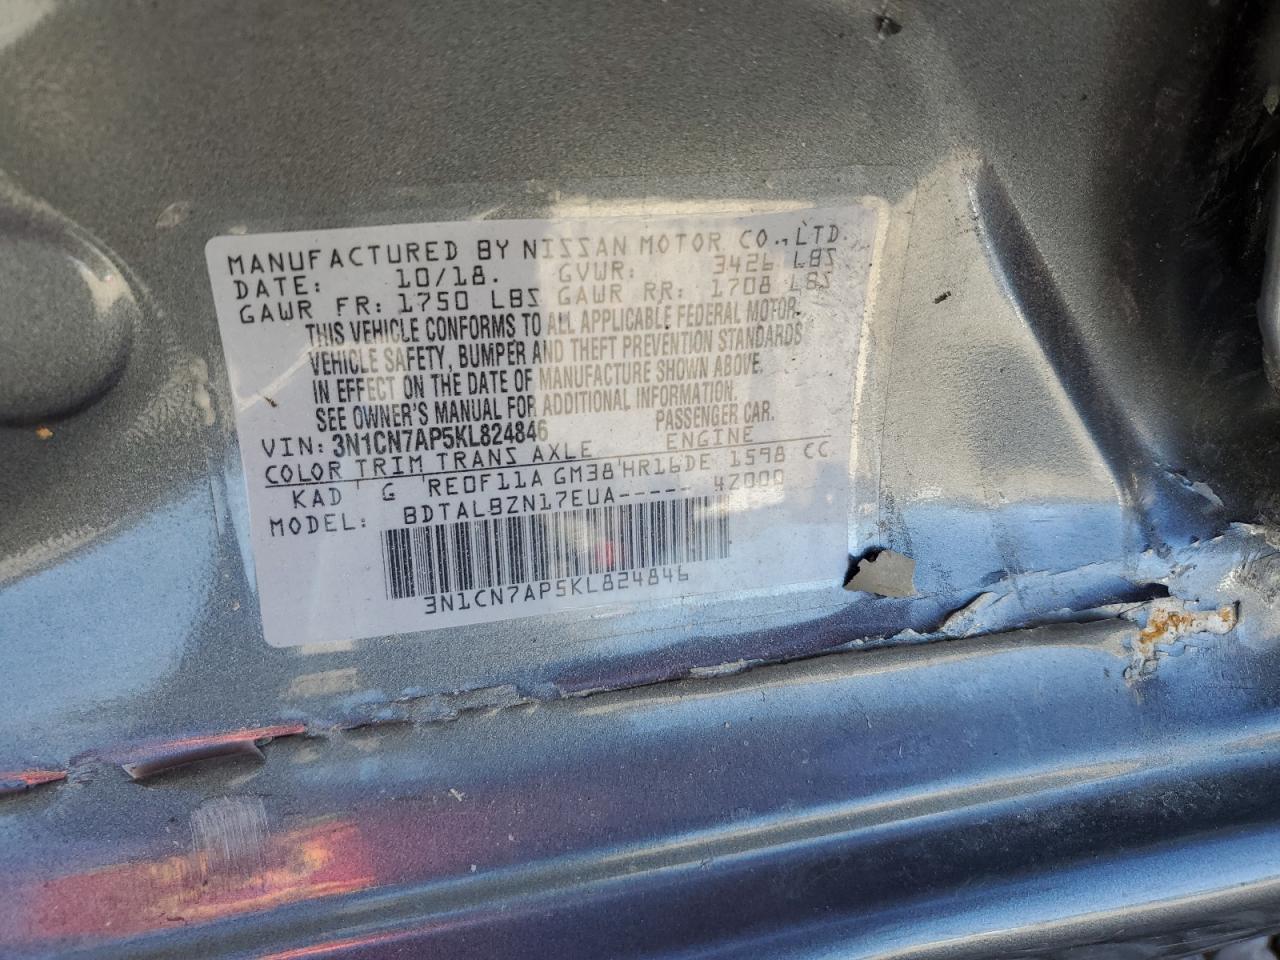 MANUFACTURED BY NISSAN MOTOR CO., LTD.
DATE: 10/18. GVWR: 3426 LBS
GAWR FR: 1750 LBS GAWR RR: 1708 LBS
THIS VEHICLE CONFORMS TO ALL APPLICABLE FEDERAL MOTOR
VEHICLE SAFETY, BUMPER AND THEFT PREVENTION STANDARDS
IN EFFECT ON THE DATE OF MANUFACTURE SHOWN ABOVE.
SEE OWNER'S MANUAL FOR ADDITIONAL INFORMATION.
VIN: 3N1CN7AP5KL824846 PASSENGER CAR.
COLOR TRIM TRANS AXLE ENGINE
KAD G RE0F11A GM38 HR16DE 1598 CC
MODEL: BDTALBZN17EUA----- 4Z000
3N1CN7AP5KL824846